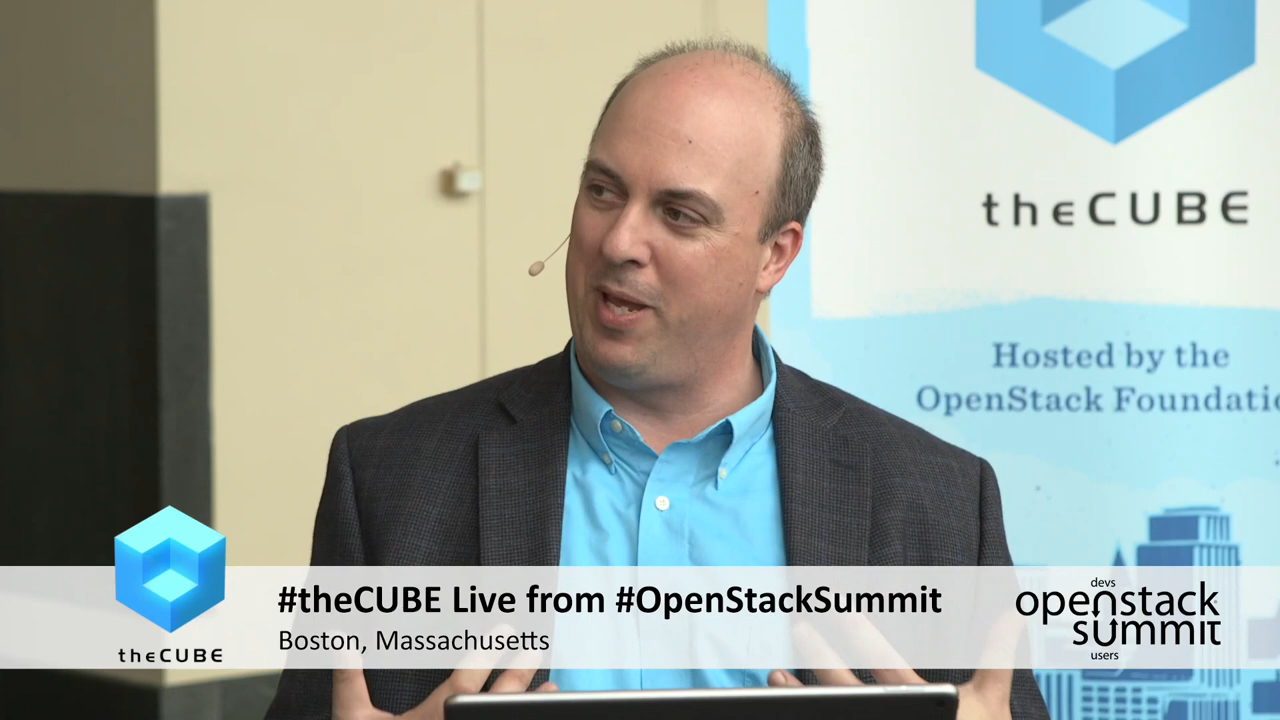 theCUBE
Hosted by the
OpenStack Foundatio
#theCUBE Live from #OpenStackSummit
Boston, Massachusetts
theCUBE
devs
openstack
summit
users